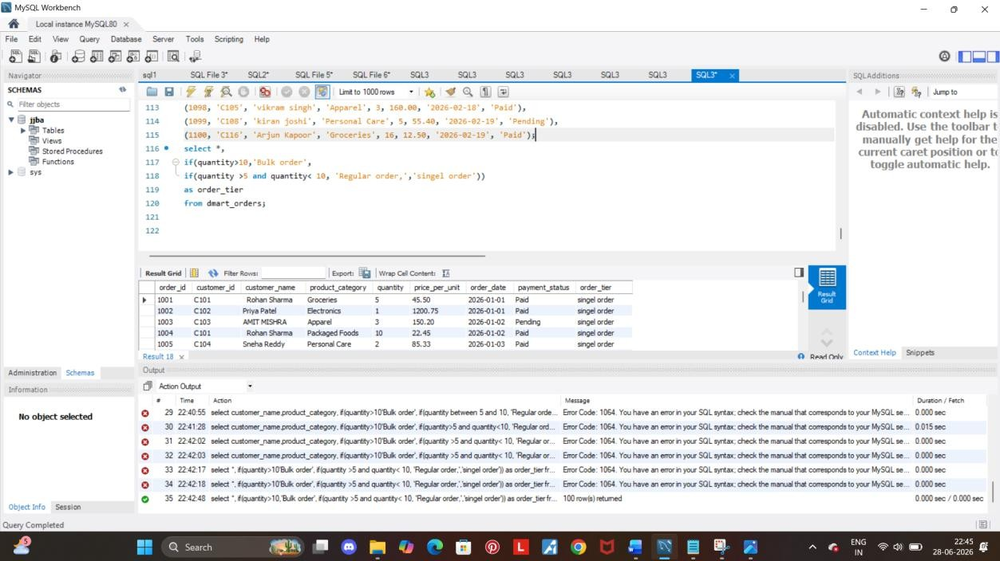 MySQL Workbench
Local instance MySQL80
File Edit View Query Database Server Tools Scripting Help
Navigator
SCHEMAS
Filter objects
jjba
Tables
Views
Stored Procedures
Functions
sys
Administration Schemas
Information
No object selected
Object Info Session
Query Completed
sql1 SQL File 3* SQL2* SQL File 5* SQL File 6* SQL3 SQL3 SQL3 SQL3 SQL3 SQL3 SQL3*
Limit to 1000 rows
113 (1098, 'C105', 'vikram singh', 'Apparel', 3, 160.00, '2026-02-18', 'Paid'),
114 (1099, 'C108', 'kiran joshi', 'Personal Care', 5, 55.40, '2026-02-19', 'Pending'),
115 (1100, 'C116', 'Arjun Kapoor', 'Groceries', 16, 12.50, '2026-02-19', 'Paid');
116 select *,
117 if(quantity>10,'Bulk order',
118 if(quantity >5 and quantity< 10, 'Regular order,','singel order'))
119 as order_tier
120 from dmart_orders;
121
122
Result Grid Filter Rows: Export: Wrap Cell Content:
order_id customer_id customer_name product_category quantity price_per_unit order_date payment_status order_tier
1001 C101 Rohan Sharma Groceries 5 45.50 2026-01-01 Paid singel order
1002 C102 Priya Patel Electronics 1 1200.75 2026-01-01 Paid singel order
1003 C103 AMIT MISHRA Apparel 3 150.20 2026-01-02 Pending singel order
1004 C101 Rohan Sharma Packaged Foods 10 22.45 2026-01-02 Paid singel order
1005 C104 Sneha Reddy Personal Care 2 85.33 2026-01-03 Paid singel order
Result Grid
Result 18
Read Only
SQLAdditions
Jump to
Automatic context help is
disabled. Use the toolbar t
manually get help for the
current caret position or to
toggle automatic help.
Context Help Snippets
Output
Action Output
# Time Action Message Duration / Fetch
29 22:40:55 select customer_name,product_category, if(quantity>10'Bulk order', if(quantity between 5 and 10, 'Regular orde... Error Code: 1064. You have an error in your SQL syntax; check the manual that corresponds to your MySQL se... 0.000 sec
30 22:41:28 select customer_name,product_category, if(quantity>10'Bulk order', if(quantity>5 and quantity<10, 'Regular ord... Error Code: 1064. You have an error in your SQL syntax; check the manual that corresponds to your MySQL se... 0.015 sec
31 22:42:02 select customer_name,product_category, if(quantity>10'Bulk order', if(quantity >5 and quantity< 10, 'Regular or... Error Code: 1064. You have an error in your SQL syntax; check the manual that corresponds to your MySQL se... 0.000 sec
32 22:42:03 select customer_name,product_category, if(quantity>10'Bulk order', if(quantity >5 and quantity< 10, 'Regular or... Error Code: 1064. You have an error in your SQL syntax; check the manual that corresponds to your MySQL se... 0.000 sec
33 22:42:17 select *, if(quantity>10'Bulk order', if(quantity >5 and quantity< 10, 'Regular order,','singel order')) as order_tier fr... Error Code: 1064. You have an error in your SQL syntax; check the manual that corresponds to your MySQL se... 0.000 sec
34 22:42:18 select *, if(quantity>10'Bulk order', if(quantity >5 and quantity< 10, 'Regular order,','singel order')) as order_tier fr... Error Code: 1064. You have an error in your SQL syntax; check the manual that corresponds to your MySQL se... 0.000 sec
35 22:42:48 select *, if(quantity>10,'Bulk order', if(quantity >5 and quantity< 10, 'Regular order,','singel order')) as order_tier fr... 100 row(s) returned 0.000 sec / 0.000 sec
5
Search
ENG
IN
22:45
28-06-2026